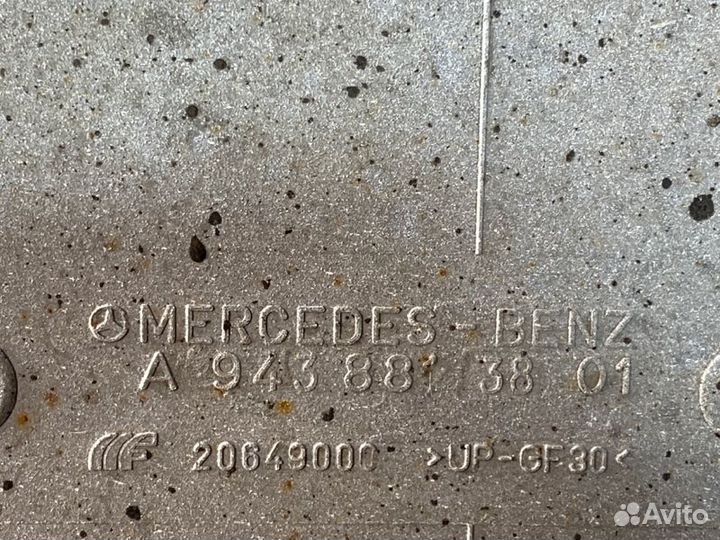 MERCEDES-BENZ
A 943 881 38 01
20649000 >UP-GF30<
Avito